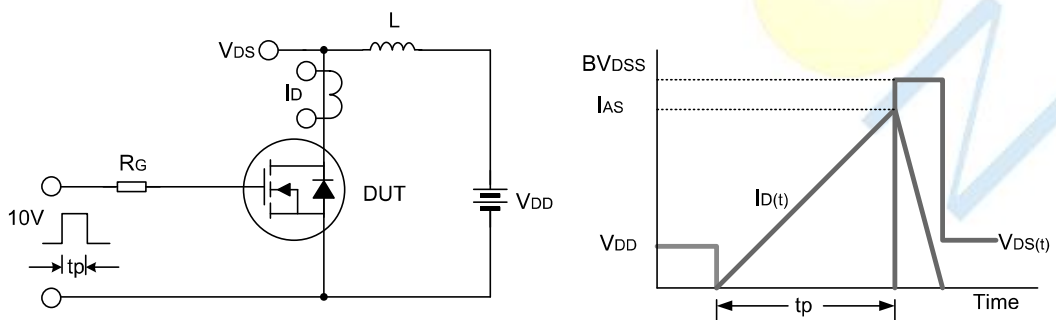 L
VDS
ID
RG
DUT
VDD
10V
tp
BVDSS
IAS
ID(t)
VDD
VDS(t)
tp
Time